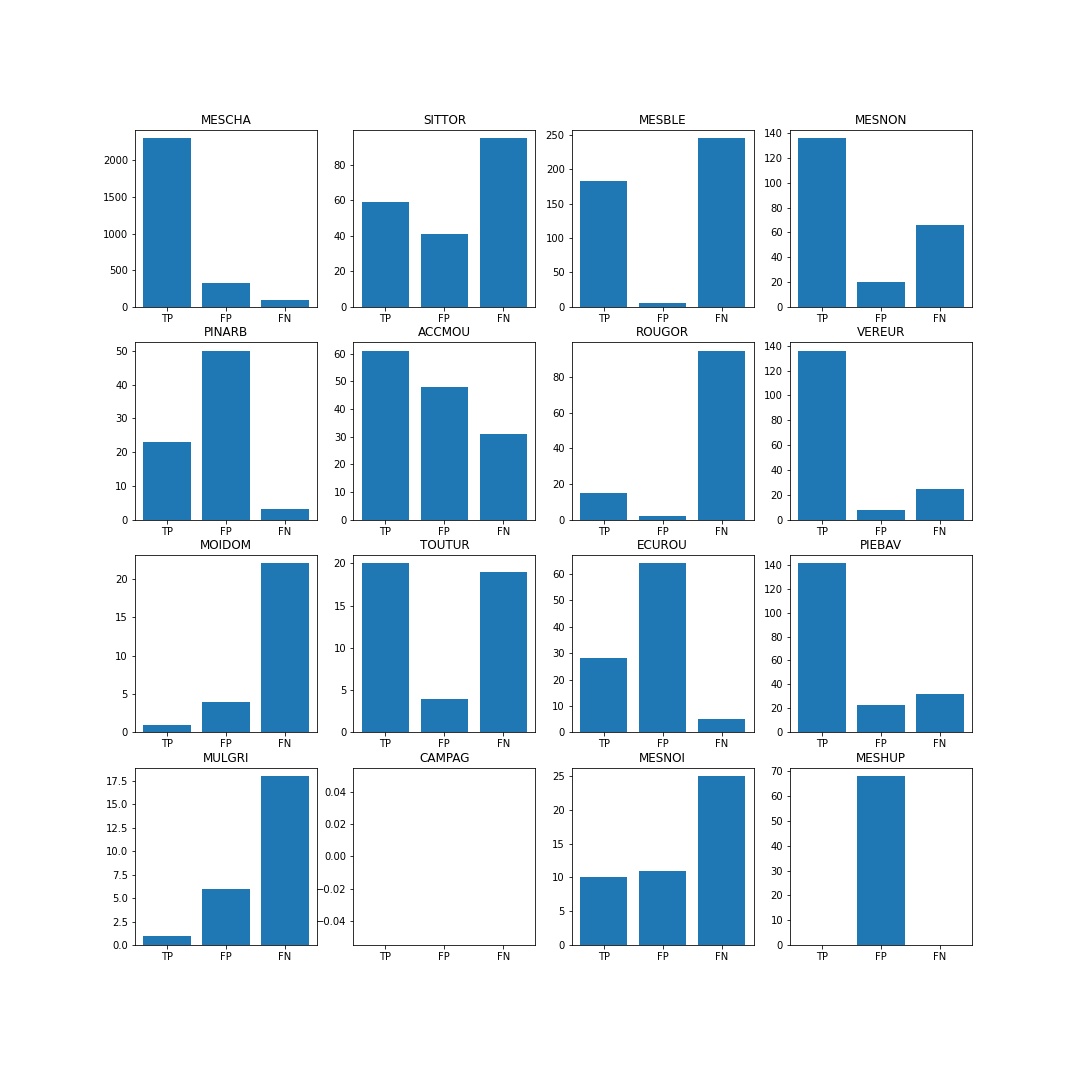 MESCHA SITTOR MESBLE MESNON
2000 1500 1000 500 0
80 60 40 20 0
250 200 150 100 50 0
140 120 100 80 60 40 20 0
TP FP FN TP FP FN TP FP FN TP FP FN
PINARB ACCMOU ROUGOR VEREUR
50 40 30 20 10 0
60 50 40 30 20 10 0
80 60 40 20 0
140 120 100 80 60 40 20 0
TP FP FN TP FP FN TP FP FN TP FP FN
MOIDOM TOUTUR ECUROU PIEBAV
20 15 10 5 0
20 15 10 5 0
60 50 40 30 20 10 0
140 120 100 80 60 40 20 0
TP FP FN TP FP FN TP FP FN TP FP FN
MULGRI CAMPAG MESNOI MESHUP
17.5 15.0 12.5 10.0 7.5 5.0 2.5 0.0
0.04 0.02 0.00 −0.02 −0.04
25 20 15 10 5 0
70 60 50 40 30 20 10 0
TP FP FN TP FP FN TP FP FN TP FP FN